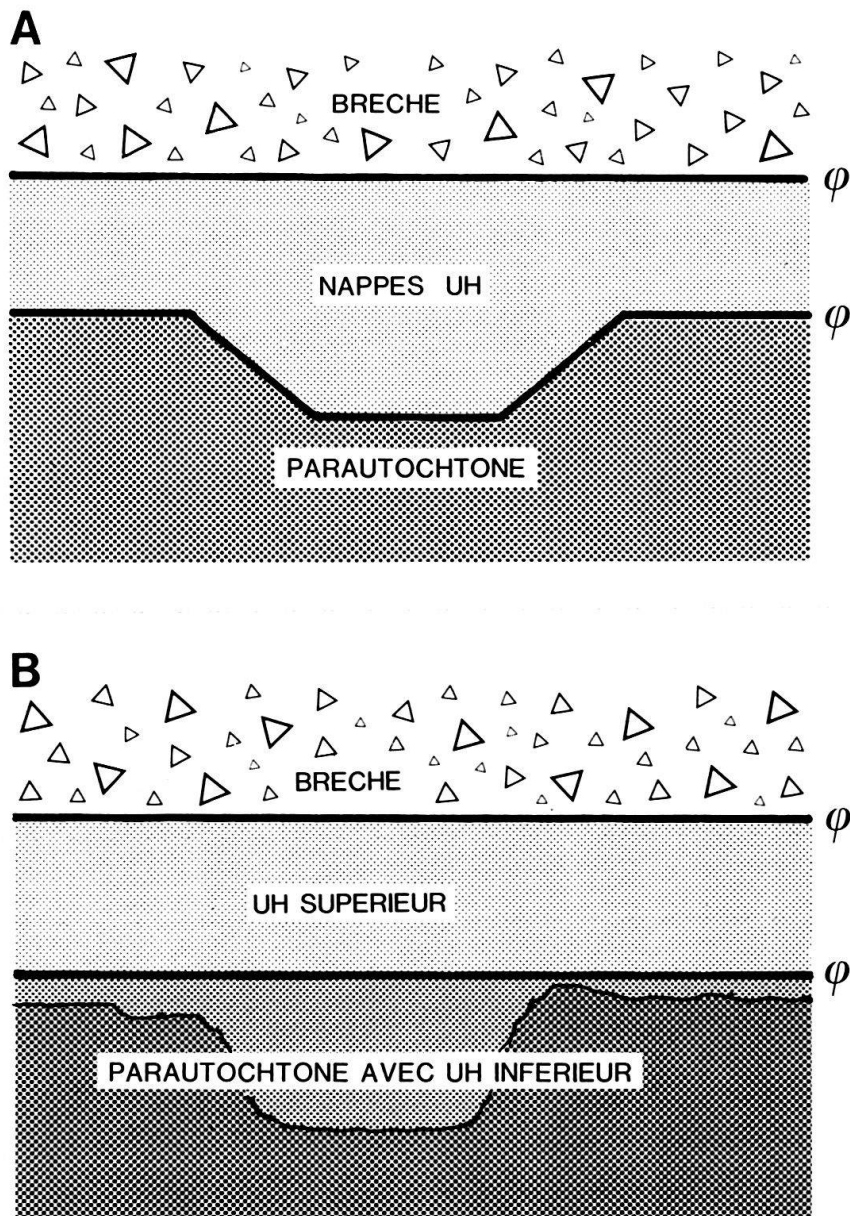 A
BRECHE
φ
NAPPES UH
φ
PARAUTOCHTONE
B
BRECHE
φ
UH SUPERIEUR
φ
PARAUTOCHTONE AVEC UH INFERIEUR